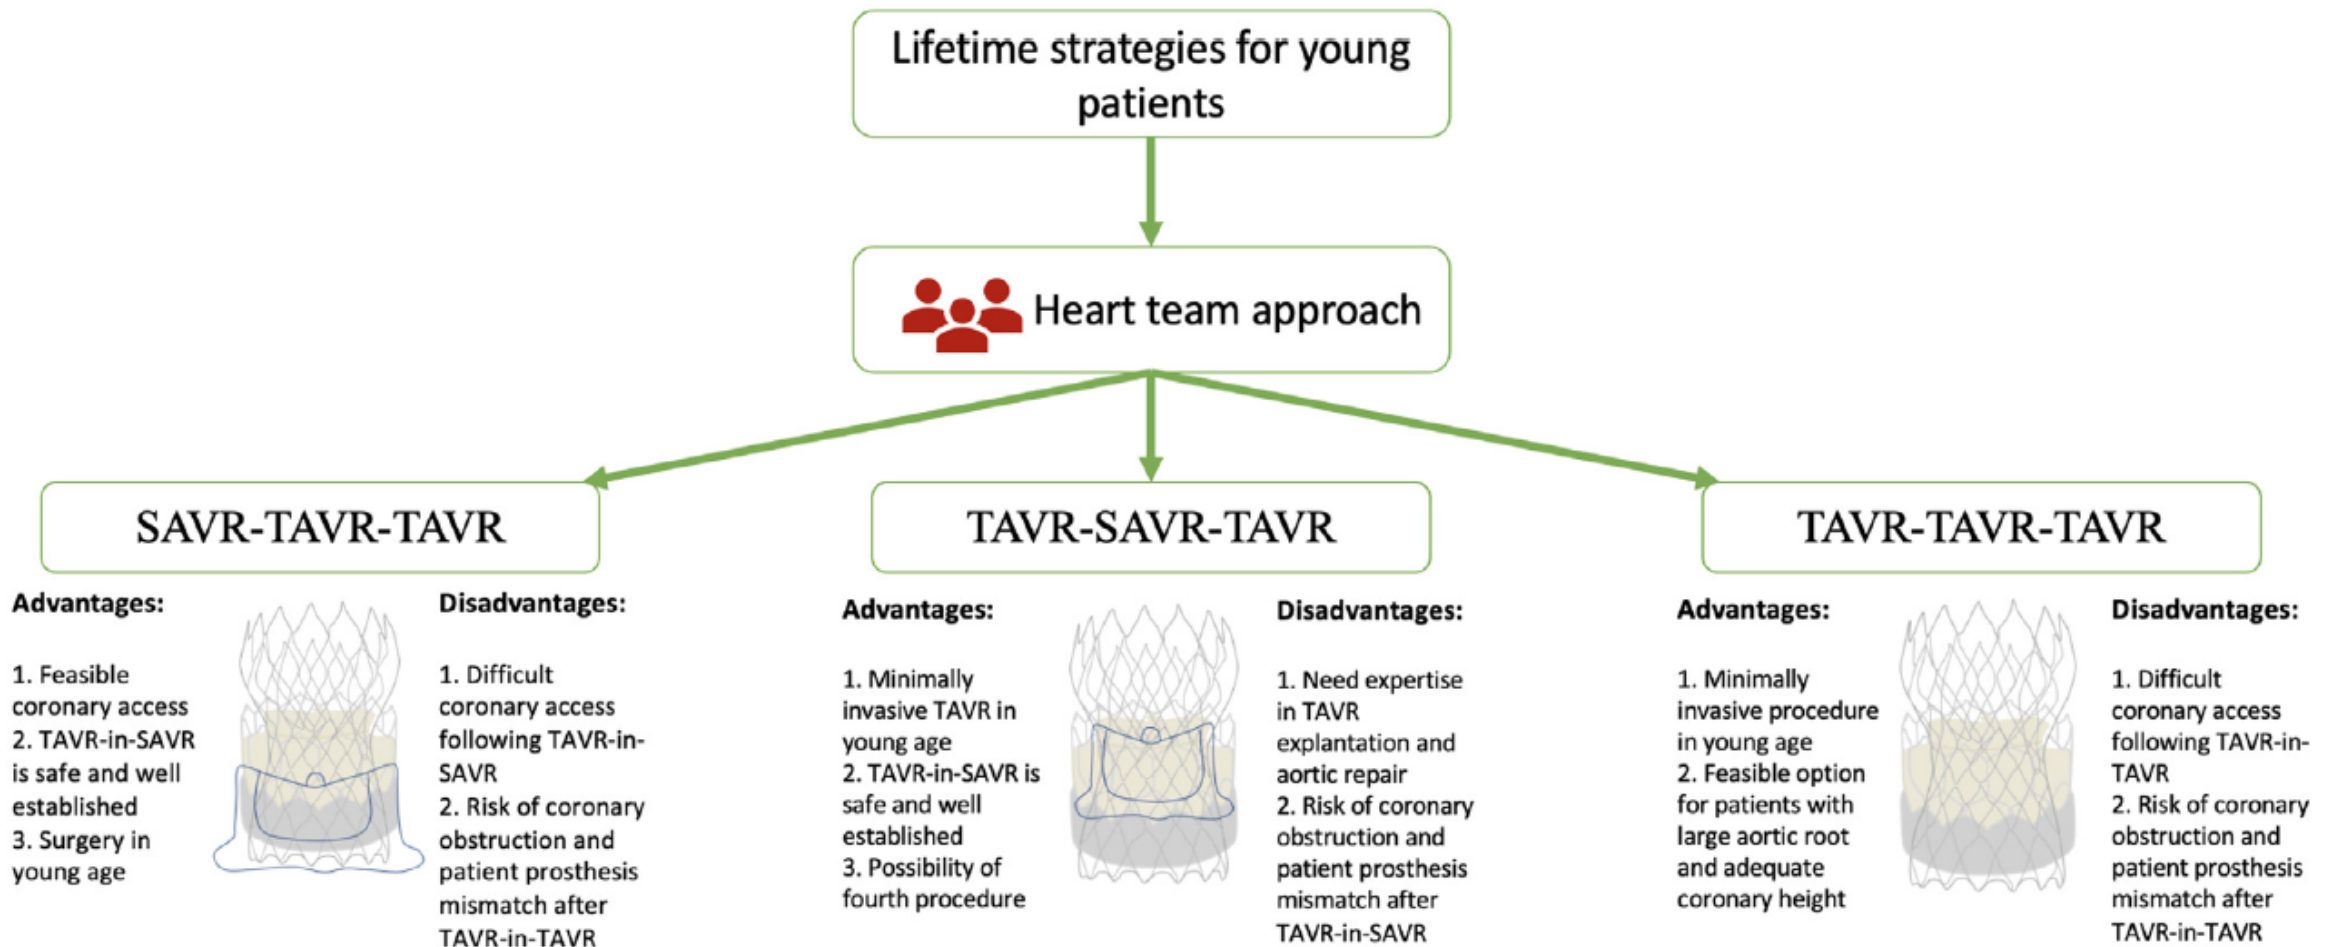 Lifetime strategies for young
patients
Heart team approach
SAVR-TAVR-TAVR
Advantages:
1. Feasible
coronary access
2. TAVR-in-SAVR
is safe and well
established
3. Surgery in
young age
Disadvantages:
1. Difficult
coronary access
following TAVR-in-
SAVR
2. Risk of coronary
obstruction and
patient prosthesis
mismatch after
TAVR-in-TAVR
TAVR-SAVR-TAVR
Advantages:
1. Minimally
invasive TAVR in
young age
2. TAVR-in-SAVR is
safe and well
established
3. Possibility of
fourth procedure
Disadvantages:
1. Need expertise
in TAVR
explantation and
aortic repair
2. Risk of coronary
obstruction and
patient prosthesis
mismatch after
TAVR-in-SAVR
TAVR-TAVR-TAVR
Advantages:
1. Minimally
invasive procedure
in young age
2. Feasible option
for patients with
large aortic root
and adequate
coronary height
Disadvantages:
1. Difficult
coronary access
following TAVR-in-
TAVR
2. Risk of coronary
obstruction and
patient prosthesis
mismatch after
TAVR-in-TAVR